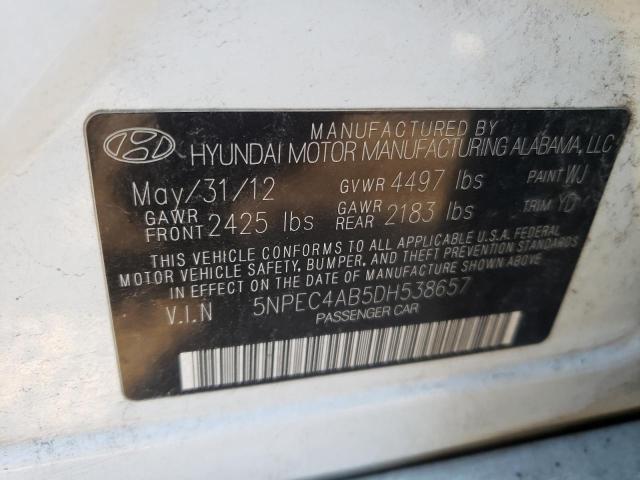 MANUFACTURED BY
HYUNDAI MOTOR MANUFACTURING ALABAMA, LLC
May/31/12 GVWR 4497 lbs PAINT WJ
GAWR FRONT 2425 lbs GAWR REAR 2183 lbs TRIM YD
THIS VEHICLE CONFORMS TO ALL APPLICABLE U.S.A. FEDERAL
MOTOR VEHICLE SAFETY, BUMPER, AND THEFT PREVENTION STANDARDS
IN EFFECT ON THE DATE OF MANUFACTURE SHOWN ABOVE.
V.I.N 5NPEC4AB5DH538657
PASSENGER CAR